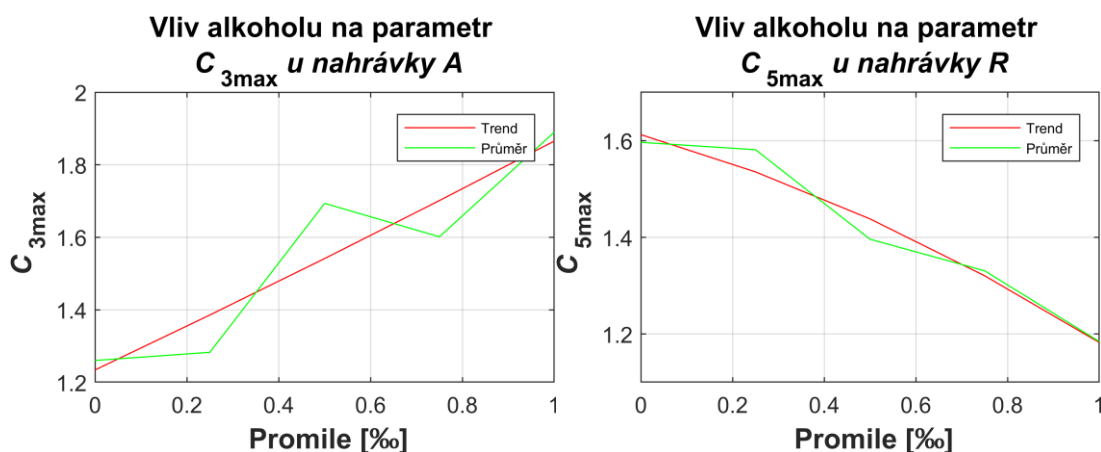 Vliv alkoholu na parametr
C 3max u nahrávky A
2
1.8
1.6
1.4
1.2
C 3max
Trend
Průměr
0
0.2
0.4
0.6
0.8
1
Promile [‰]
Vliv alkoholu na parametr
C 5max u nahrávky R
1.6
1.4
1.2
C 5max
Trend
Průměr
0
0.2
0.4
0.6
0.8
1
Promile [‰]